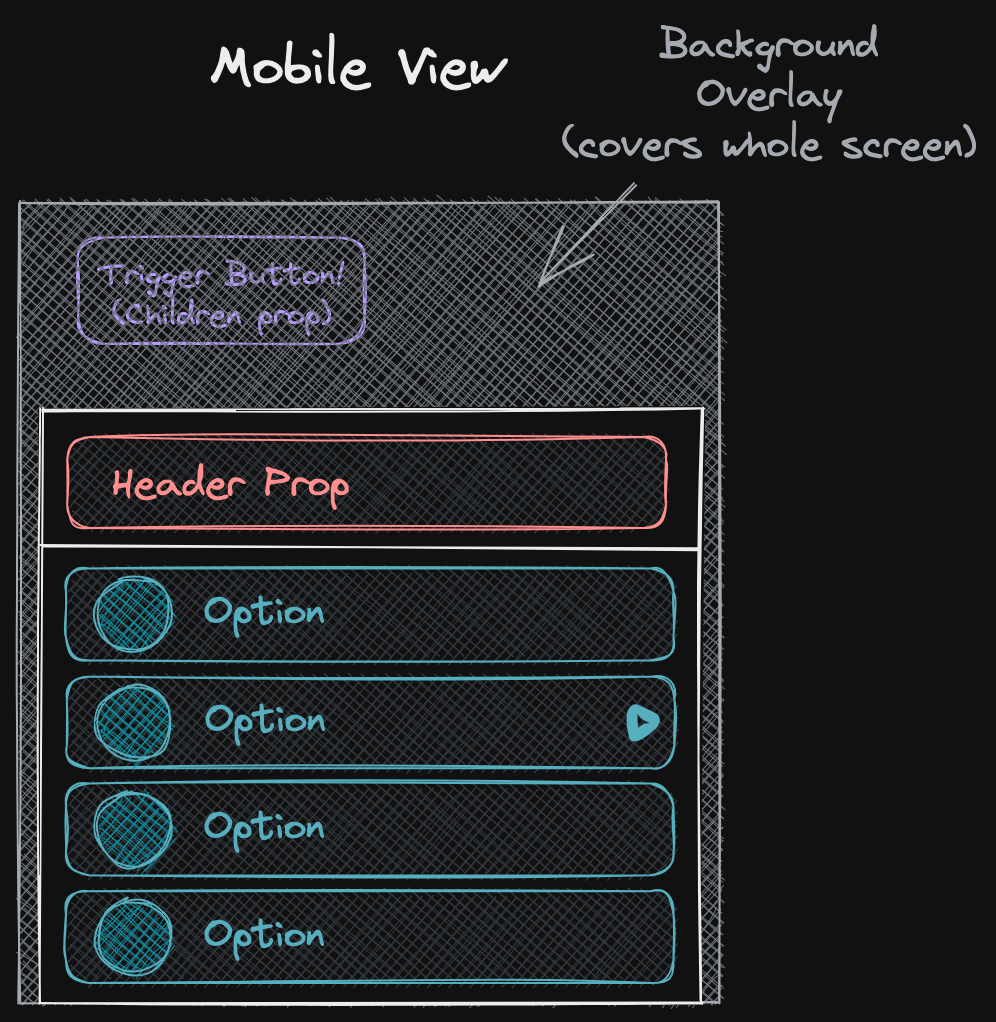 Mobile View
Background
Overlay
(covers whole screen)
Trigger Button!
(Children prop)
Header Prop
Option
Option
Option
Option